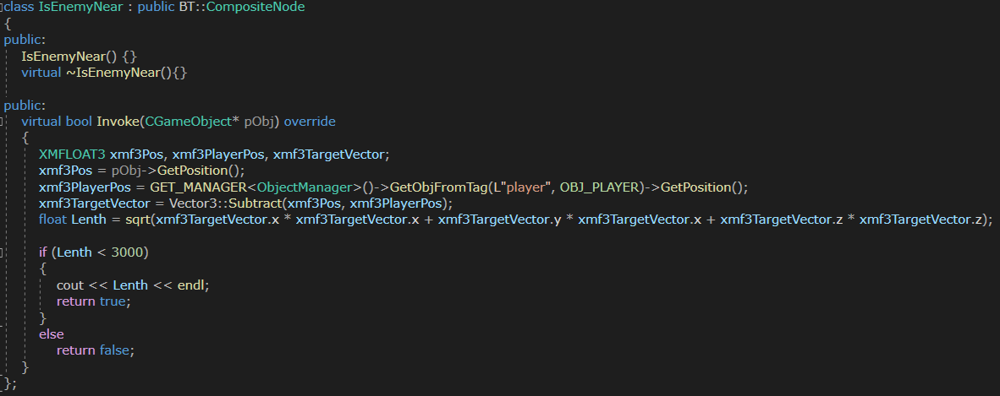 class IsEnemyNear : public BT::CompositeNode
{
public:
    IsEnemyNear() {}
    virtual ~IsEnemyNear(){}

public:
    virtual bool Invoke(CGameObject* pObj) override
    {
        XMFLOAT3 xmf3Pos, xmf3PlayerPos, xmf3TargetVector;
        xmf3Pos = pObj->GetPosition();
        xmf3PlayerPos = GET_MANAGER<ObjectManager>()->GetObjFromTag(L"player", OBJ_PLAYER)->GetPosition();
        xmf3TargetVector = Vector3::Subtract(xmf3Pos, xmf3PlayerPos);
        float Lenth = sqrt(xmf3TargetVector.x * xmf3TargetVector.x + xmf3TargetVector.y * xmf3TargetVector.x + xmf3TargetVector.z * xmf3TargetVector.z);

        if (Lenth < 3000)
        {
            cout << Lenth << endl;
            return true;
        }
        else
            return false;
    }
};